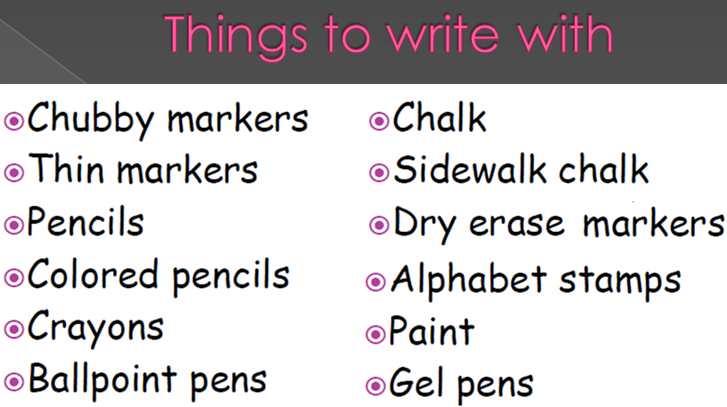 Things to write with
Chubby markers
Thin markers
Pencils
Colored pencils
Crayons
Ballpoint pens
Chalk
Sidewalk chalk
Dry erase markers
Alphabet stamps
Paint
Gel pens